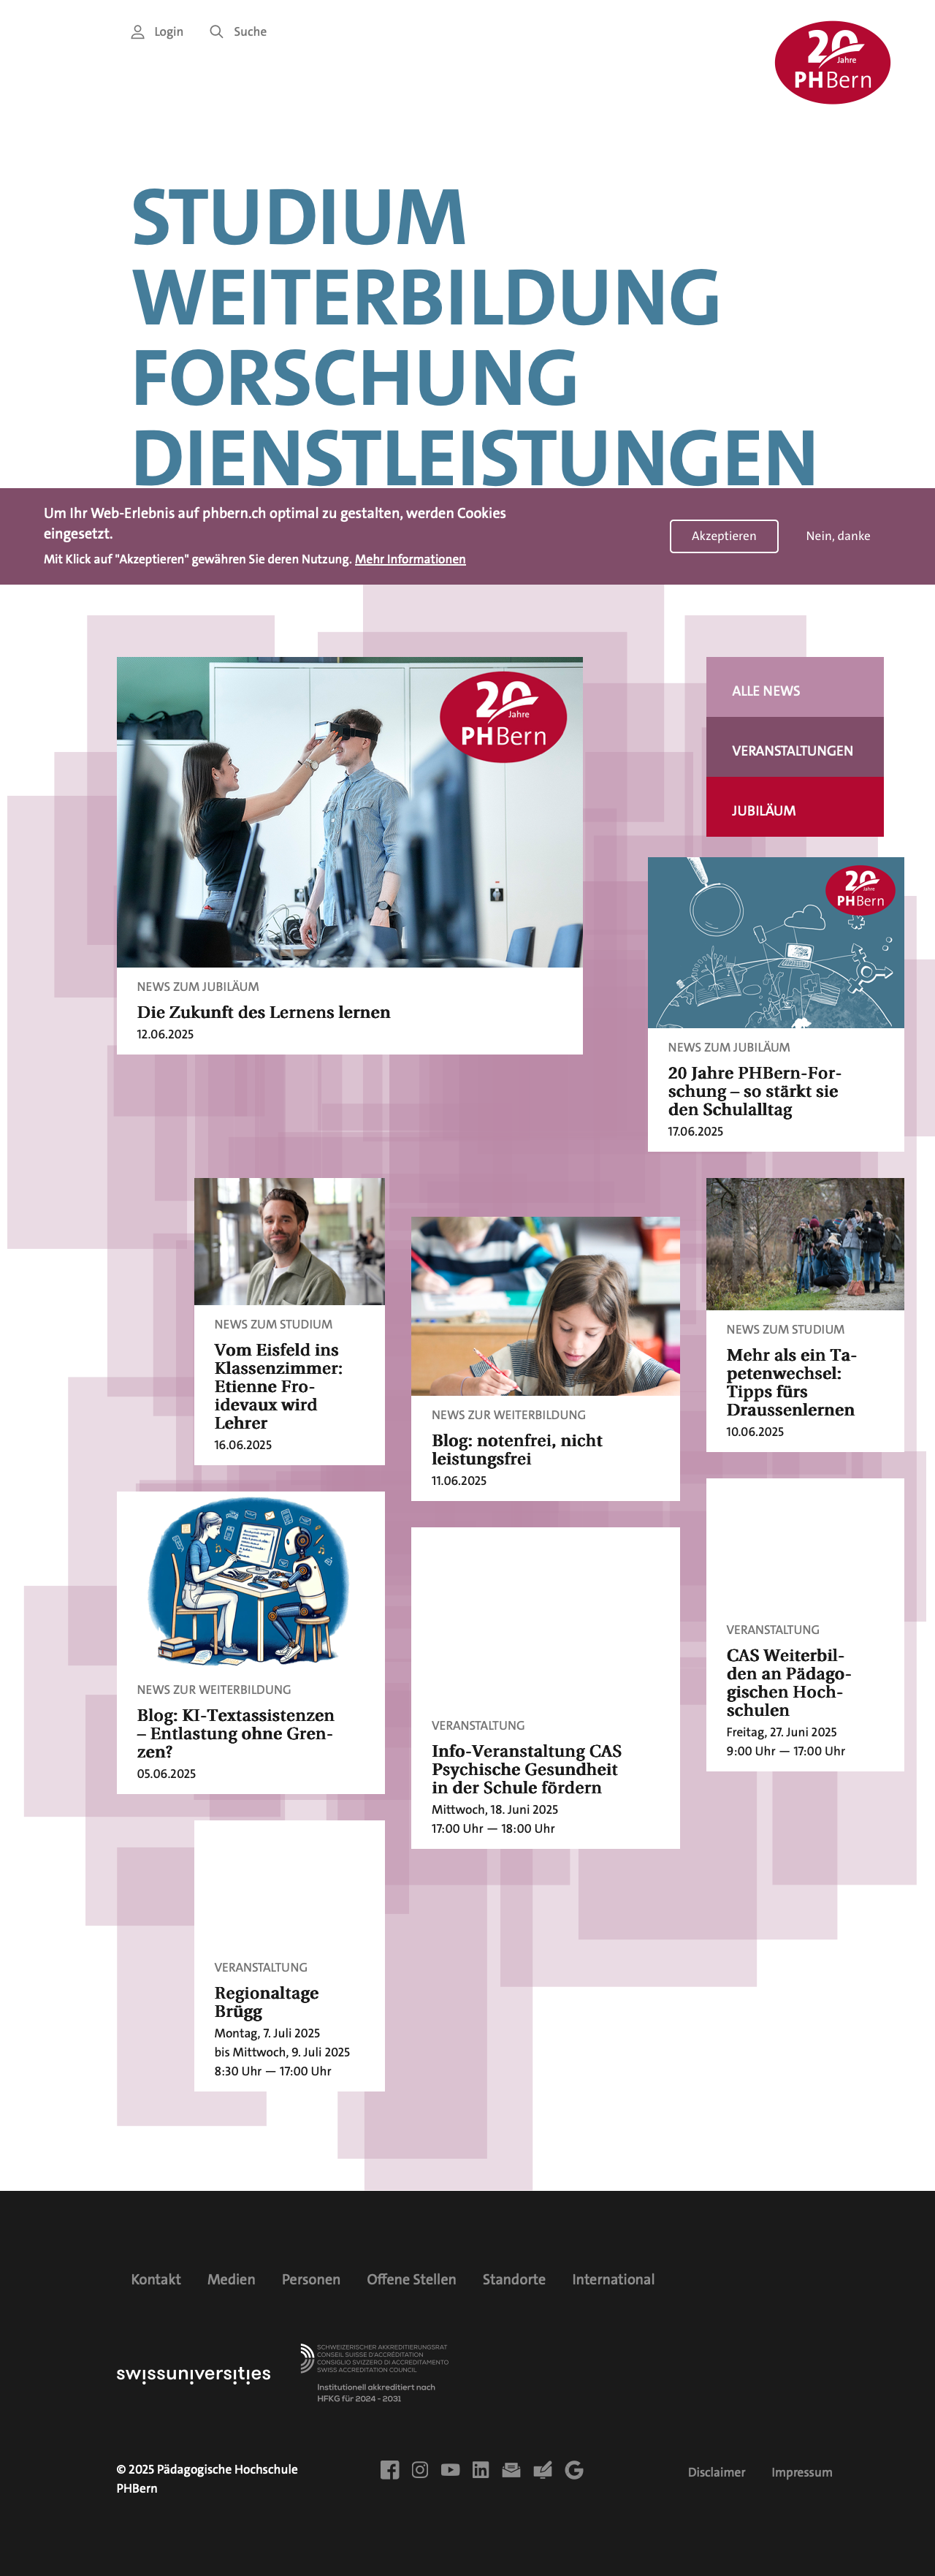 Login
Suche
20
Jahre
PHBern
STUDIUM
WEITERBILDUNG
FORSCHUNG
DIENSTLEISTUNGEN
Um Ihr Web-Erlebnis auf phbern.ch optimal zu gestalten, werden Cookies
eingesetzt.
Mit Klick auf "Akzeptieren" gewähren Sie deren Nutzung. Mehr Informationen
Akzeptieren
Nein, danke
20
Jahre
PHBern
NEWS ZUM JUBILÄUM
Die Zukunft des Lernens lernen
12.06.2025
ALLE NEWS
VERANSTALTUNGEN
JUBILÄUM
20
Jahre
PHBern
NEWS ZUM JUBILÄUM
20 Jahre PHBern-For-
schung – so stärkt sie
den Schulalltag
17.06.2025
NEWS ZUM STUDIUM
Vom Eisfeld ins
Klassenzimmer:
Etienne Fro-
idevaux wird
Lehrer
16.06.2025
NEWS ZUR WEITERBILDUNG
Blog: notenfrei, nicht
leistungsfrei
11.06.2025
NEWS ZUM STUDIUM
Mehr als ein Ta-
petenwechsel:
Tipps fürs
Draussenlernen
10.06.2025
NEWS ZUR WEITERBILDUNG
Blog: KI-Textassistenzen
– Entlastung ohne Gren-
zen?
05.06.2025
VERANSTALTUNG
Info-Veranstaltung CAS
Psychische Gesundheit
in der Schule fördern
Mittwoch, 18. Juni 2025
17:00 Uhr — 18:00 Uhr
VERANSTALTUNG
CAS Weiterbil-
den an Pädago-
gischen Hoch-
schulen
Freitag, 27. Juni 2025
9:00 Uhr — 17:00 Uhr
VERANSTALTUNG
Regionaltage
Brügg
Montag, 7. Juli 2025
bis Mittwoch, 9. Juli 2025
8:30 Uhr — 17:00 Uhr
Kontakt
Medien
Personen
Offene Stellen
Standorte
International
swissuniversities
SCHWEIZERISCHER AKKREDITIERUNGSRAT
CONSEIL SUISSE D'ACCRÉDITATION
CONSIGLIO SVIZZERO DI ACCREDITAMENTO
SWISS ACCREDITATION COUNCIL
Institutionell akkreditiert nach
HFKG für 2024 - 2031
© 2025 Pädagogische Hochschule
PHBern
Disclaimer
Impressum